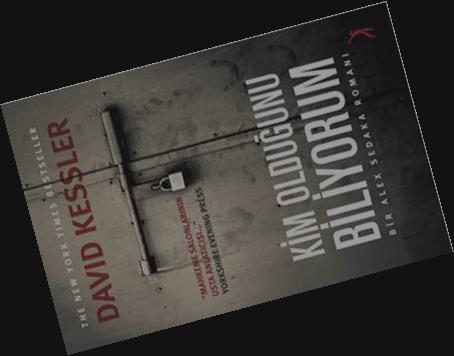 THE NEW YORK TIMES BESTSELLER
DAVID KESSLER
"MAHKEME SALONLARININ
USTA ANLATICISI..."
YORKSHIRE EVENING PRESS
KİM OLDUĞUNU
BİLİYORUM
BİR ALEX SEDAKA ROMANI